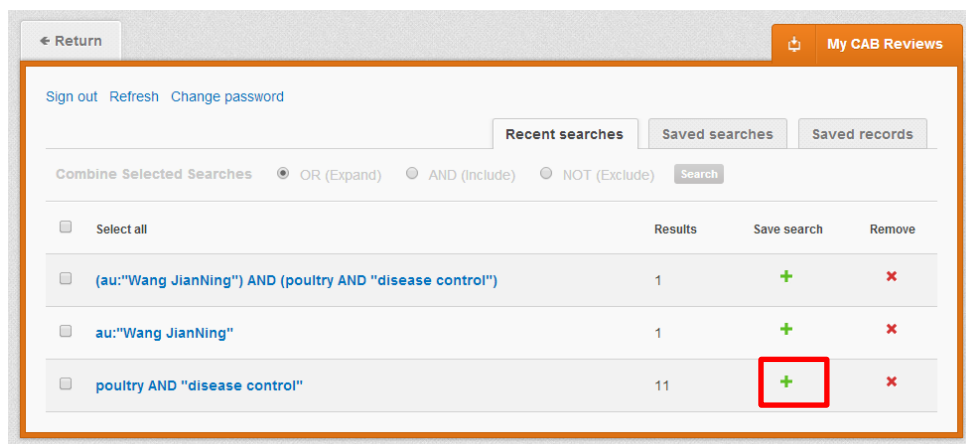 Return
My CAB Reviews
Sign out Refresh Change password
Recent searches Saved searches Saved records
Combine Selected Searches OR (Expand) AND (Include) NOT (Exclude) Search
Select all Results Save search Remove
(au:"Wang JianNing") AND (poultry AND "disease control") 1
au:"Wang JianNing" 1
poultry AND "disease control" 11